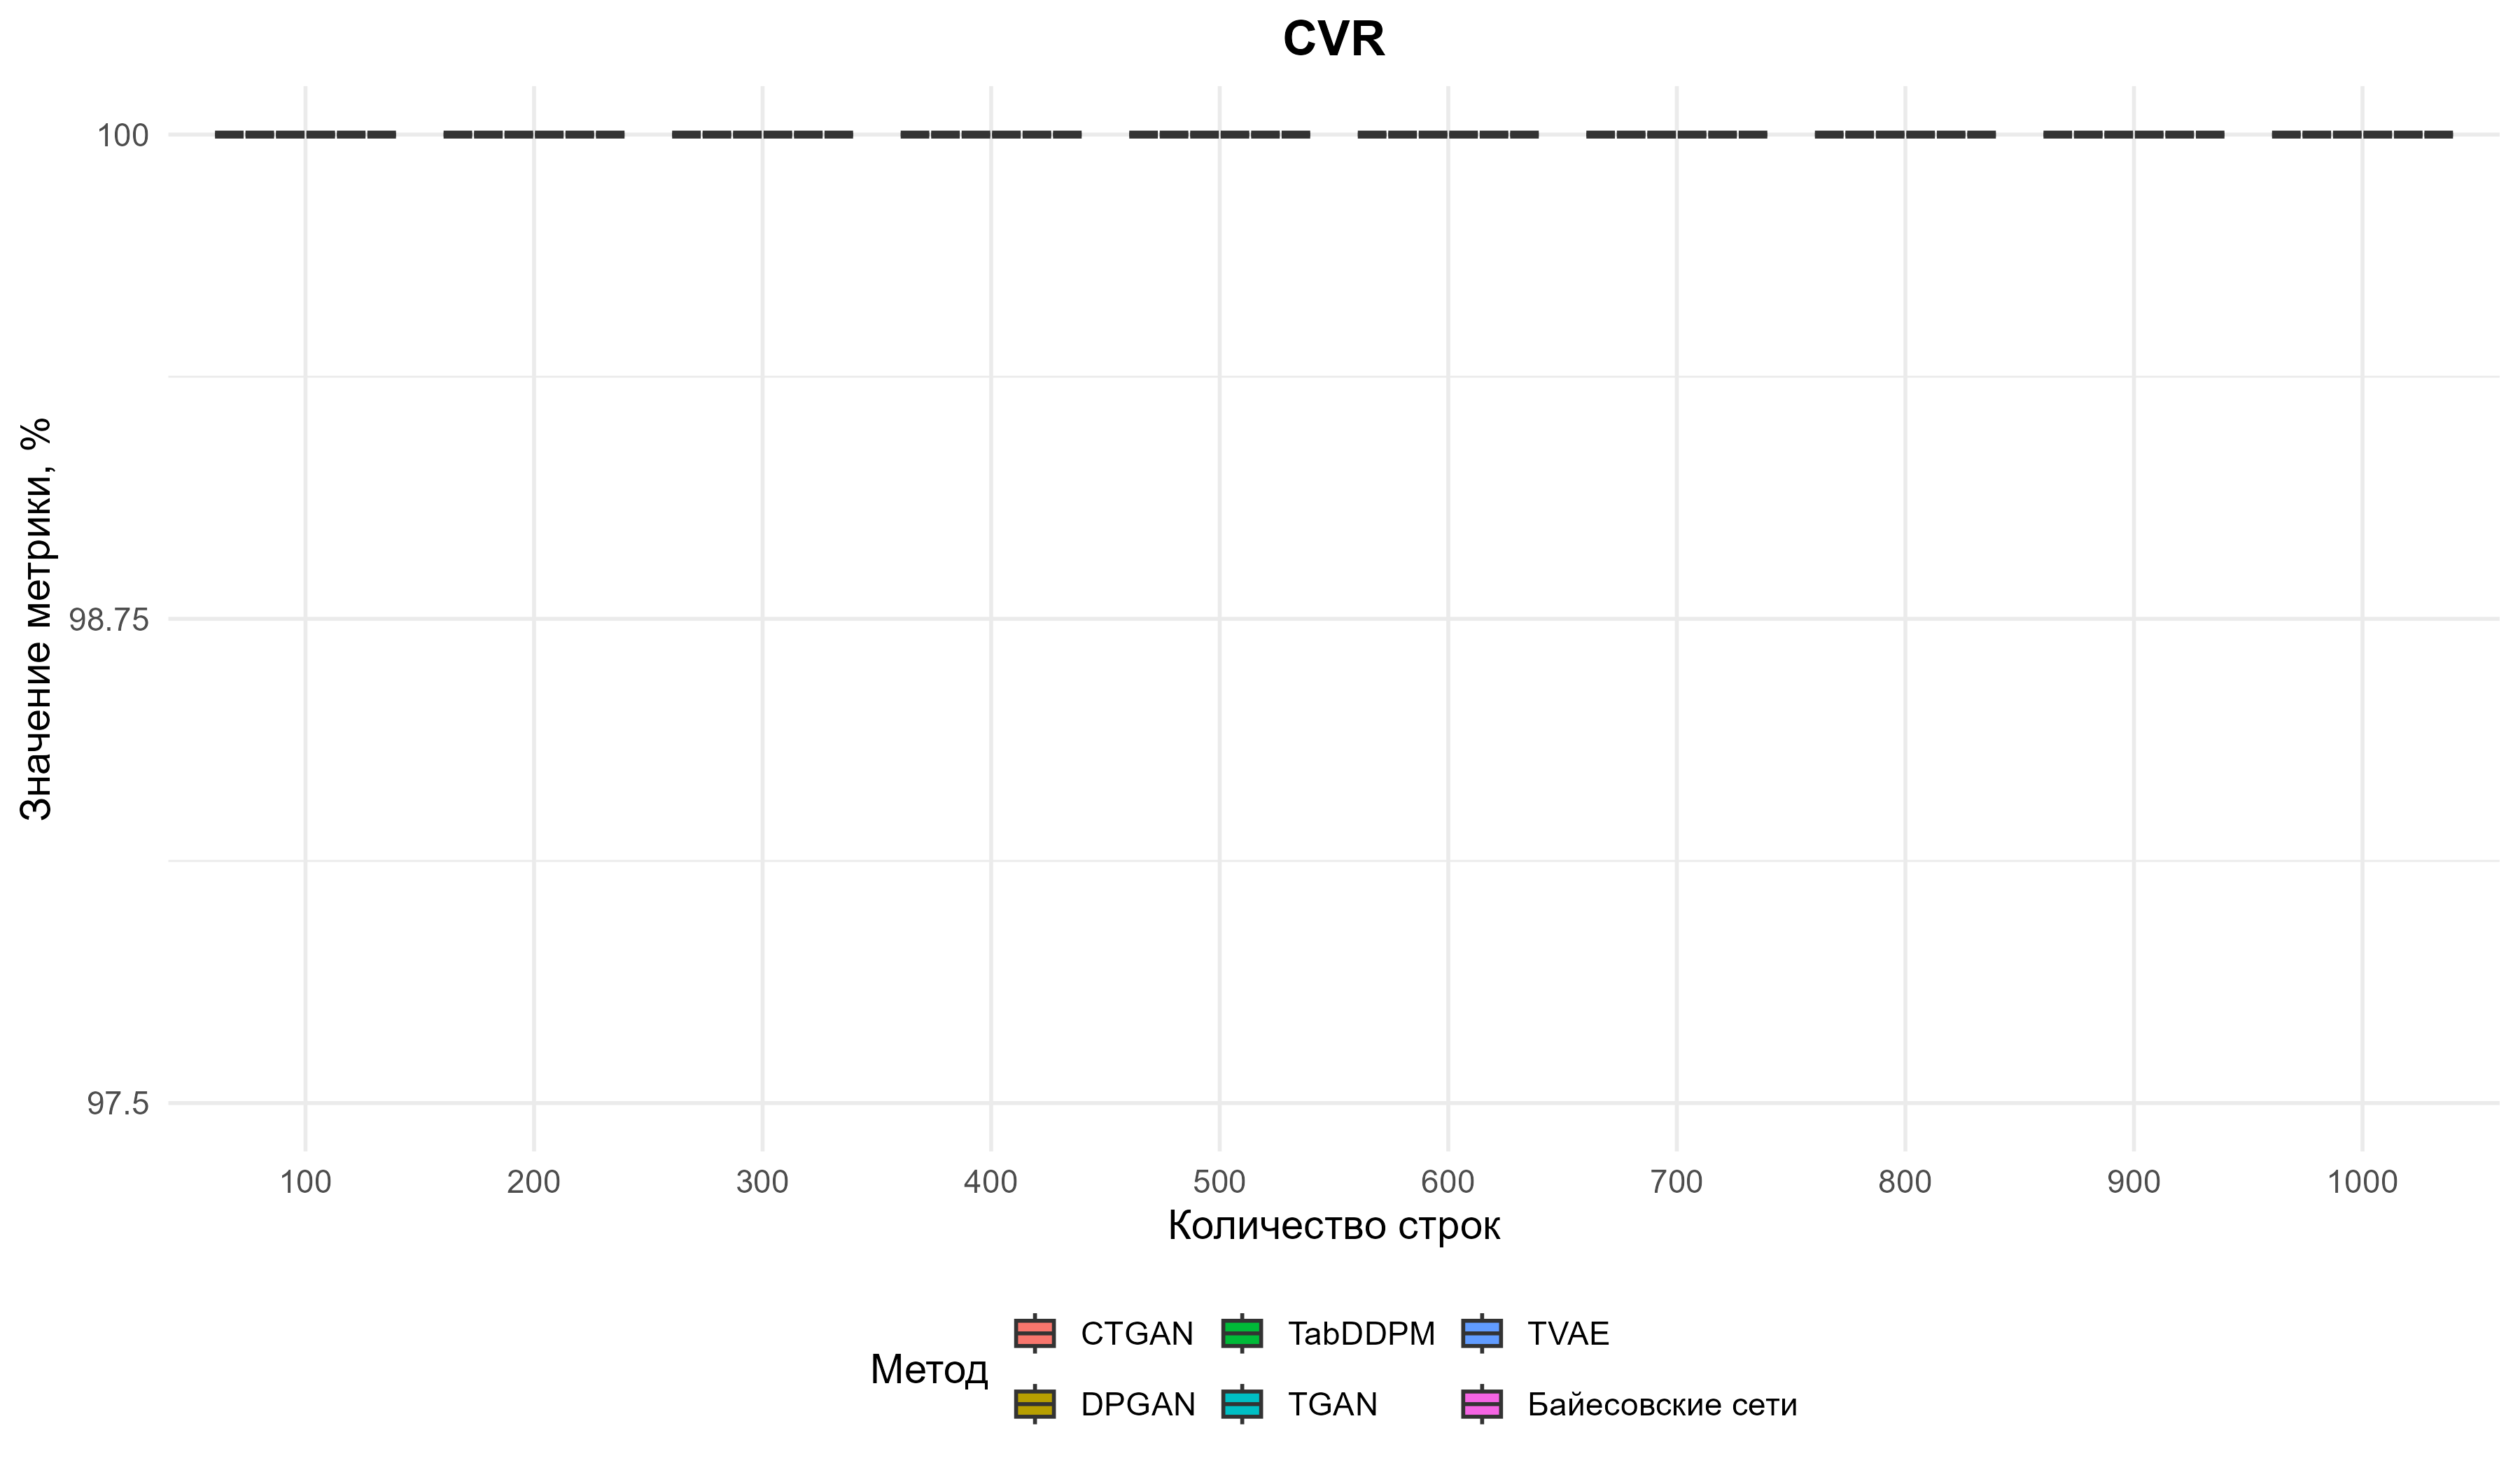 CVR
Значение метрики, %
100
98.75
97.5
100 200 300 400 500 600 700 800 900 1000
Количество строк
Метод
CTGAN TabDDPM TVAE
DPGAN TGAN Байесовские сети